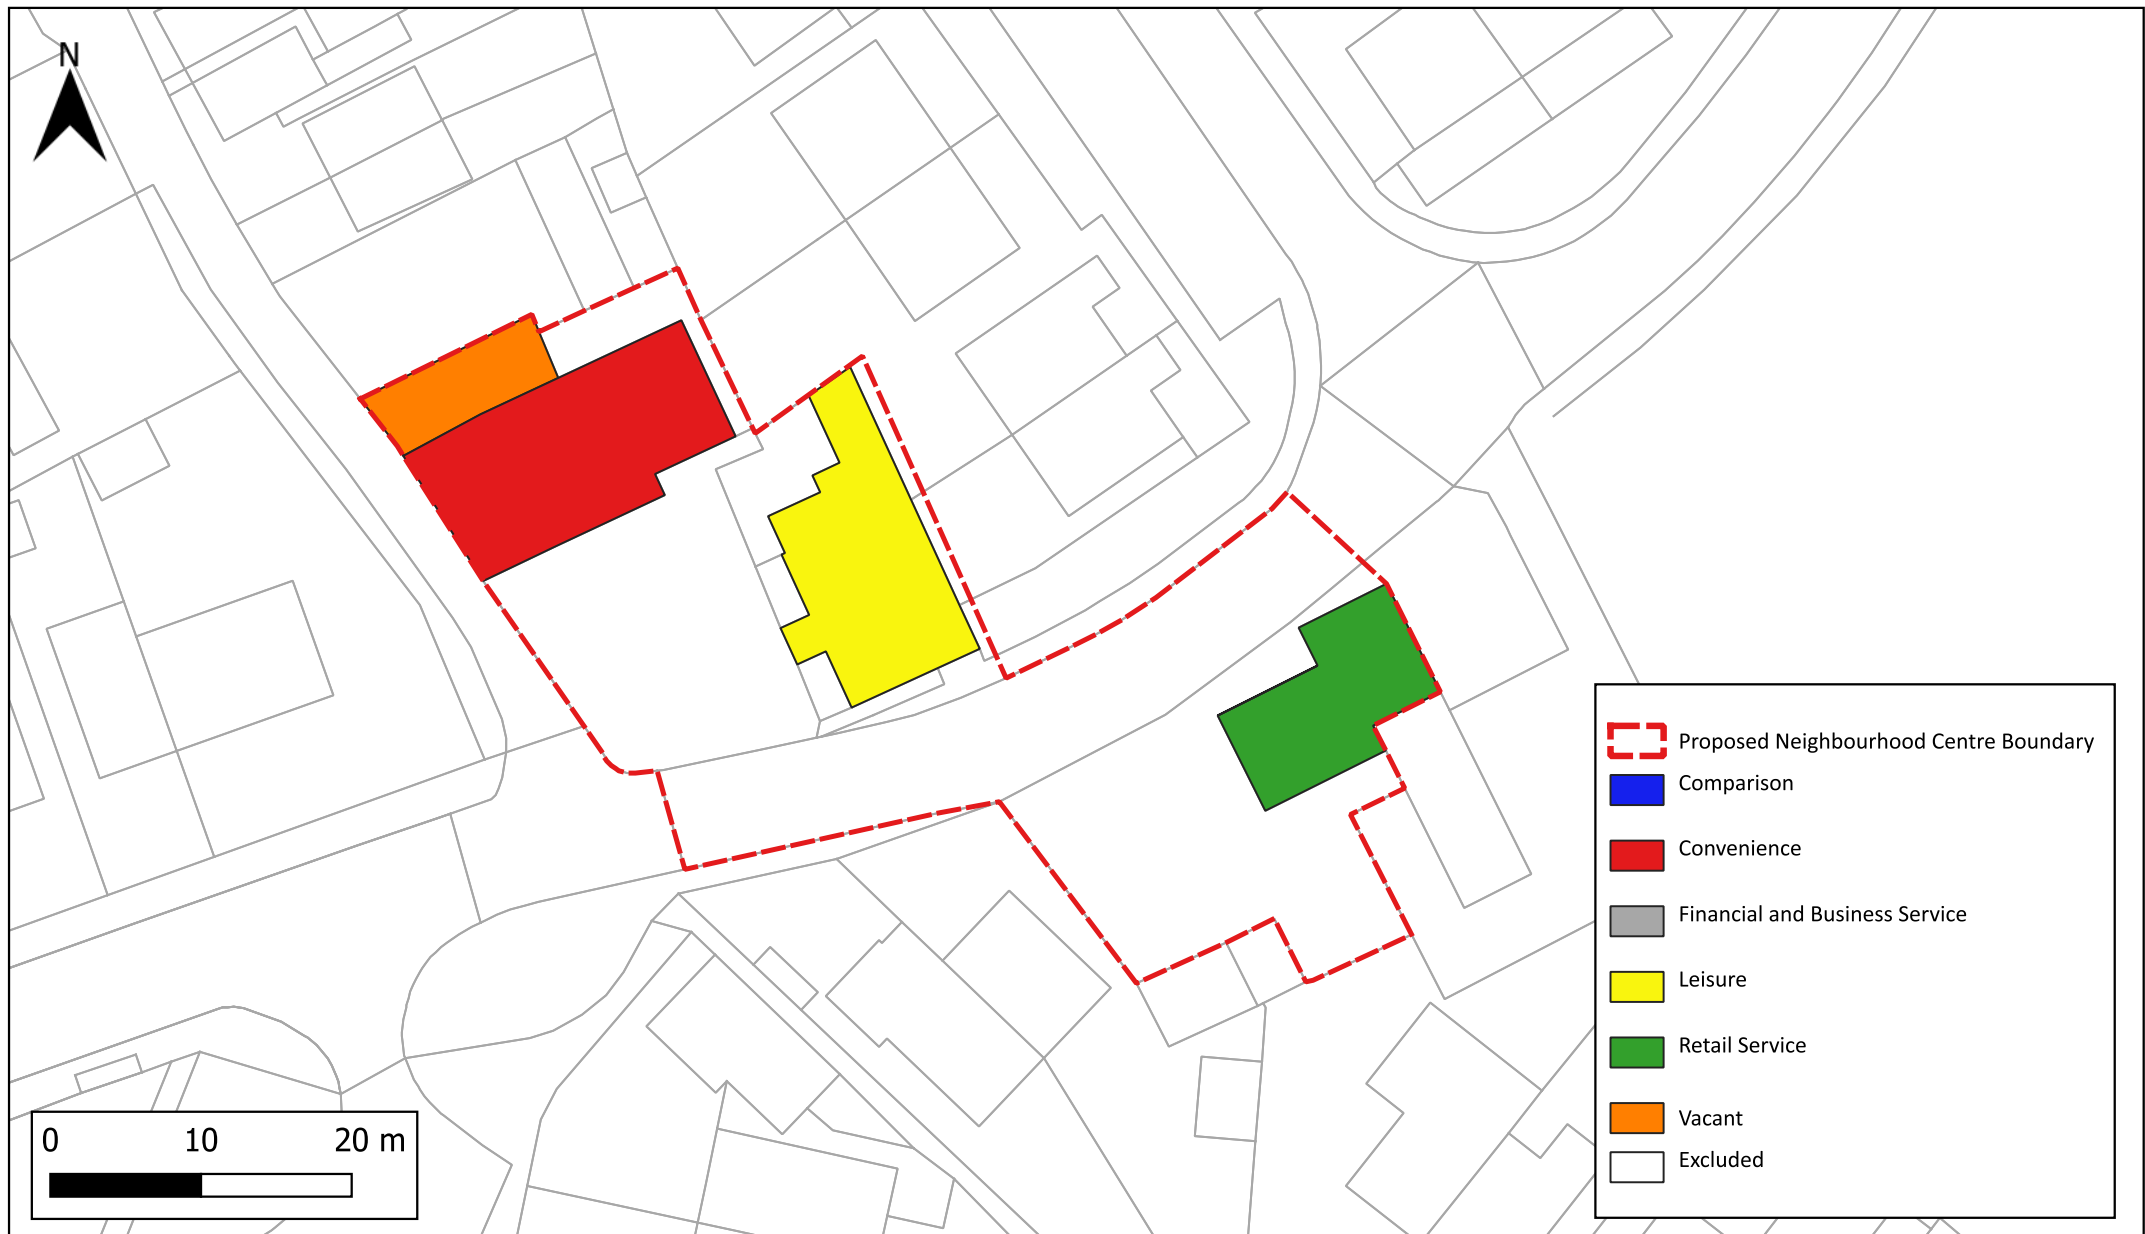 N
Proposed Neighbourhood Centre Boundary
Comparison
Convenience
Financial and Business Service
Leisure
Retail Service
Vacant
Excluded
0 10 20 m